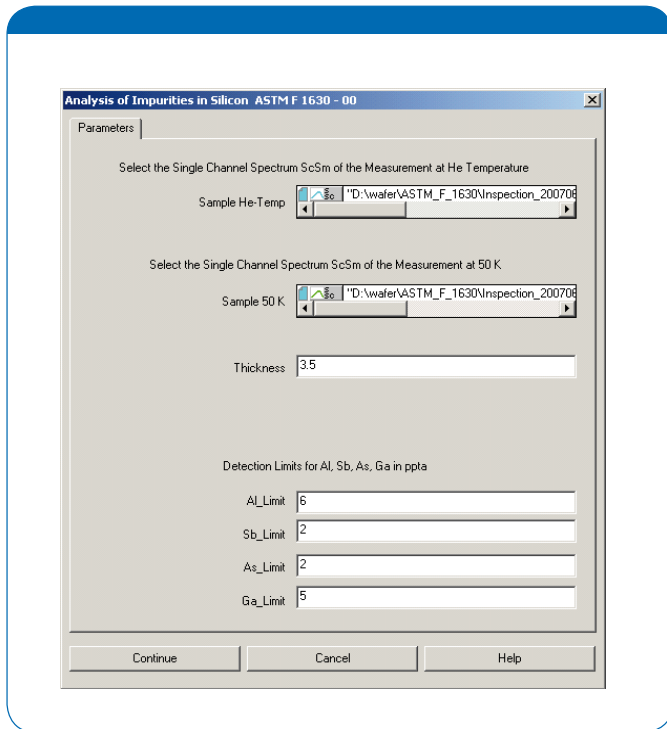 Analysis of Impurities in Silicon ASTM F 1630 - 00
Parameters
Select the Single Channel Spectrum ScSm of the Measurement at He Temperature
Sample He-Temp "D:\wafer\ASTM_F_1630\Inspection_200706
Select the Single Channel Spectrum ScSm of the Measurement at 50 K
Sample 50 K "D:\wafer\ASTM_F_1630\Inspection_200706
Thickness 3.5
Detection Limits for Al, Sb, As, Ga in ppta
Al_Limit 6
Sb_Limit 2
As_Limit 2
Ga_Limit 5
Continue Cancel Help